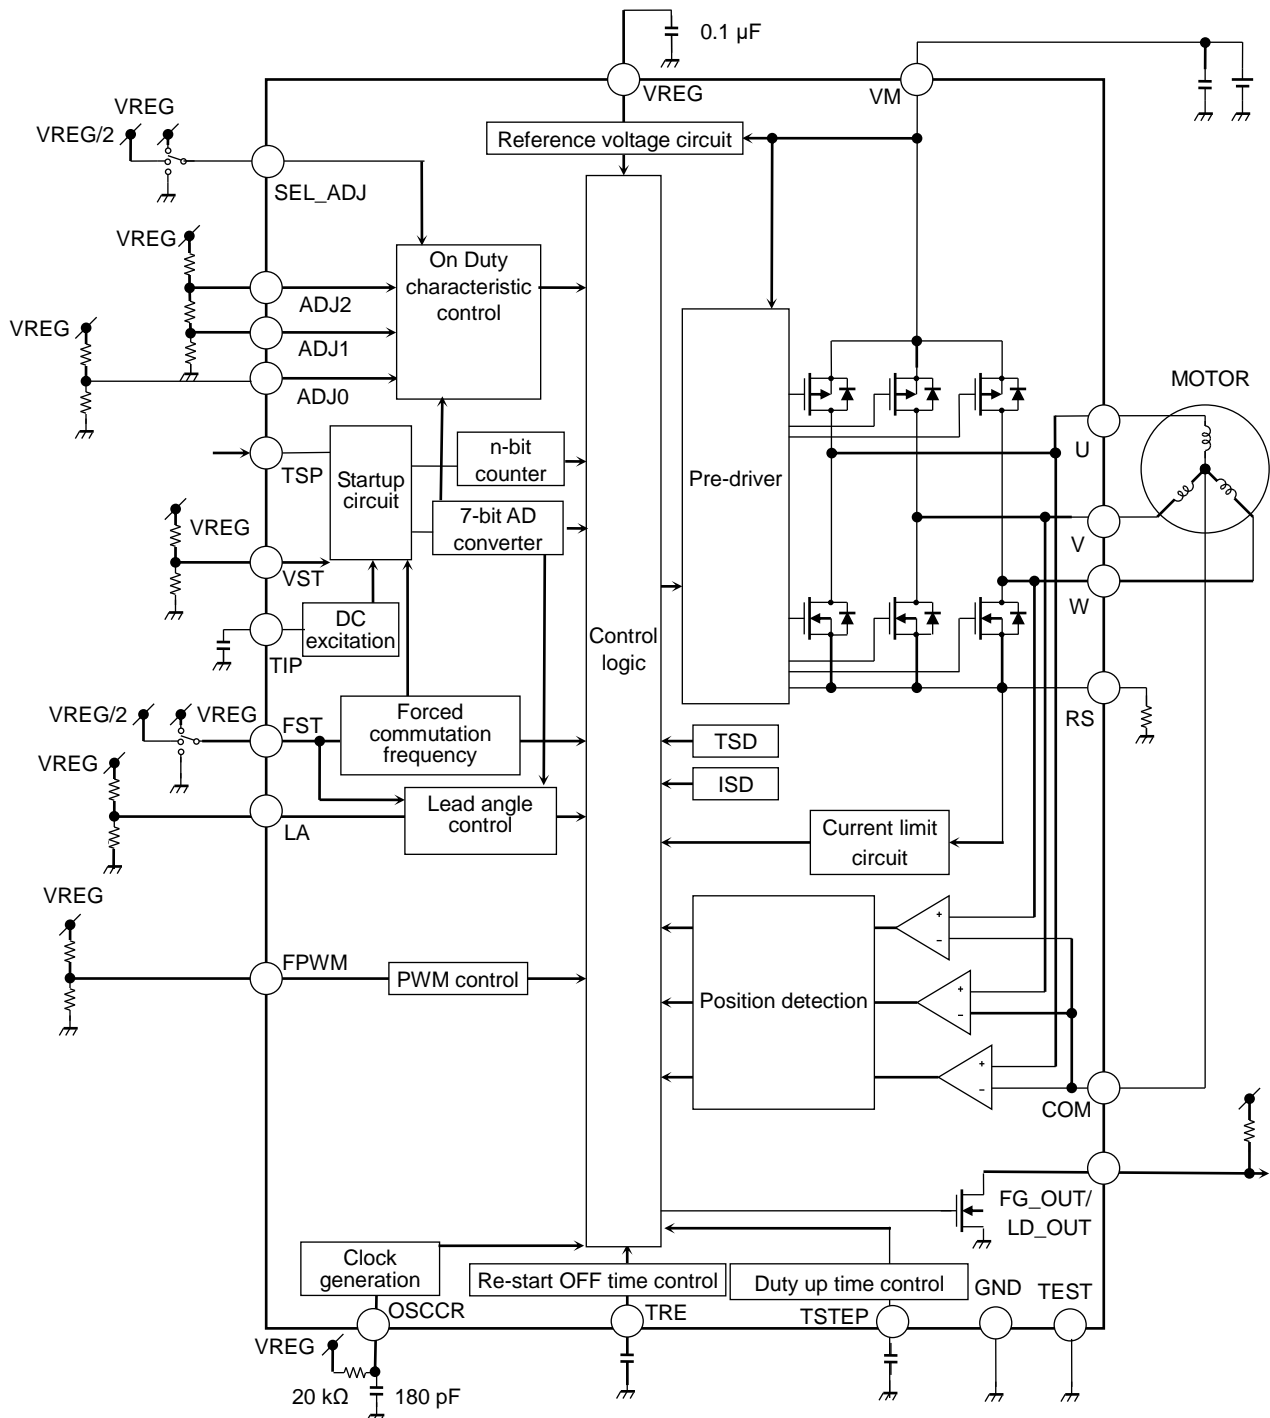 0.1 µF
VREG
VM
VREG
VREG/2
Reference voltage circuit
SEL_ADJ
VREG
On Duty
characteristic
control
ADJ2
VREG
ADJ1
ADJ0
MOTOR
TSP
Startup
circuit
n-bit
counter
U
Pre-driver
VREG
7-bit AD
converter
V
VST
W
DC
excitation
TIP
Control
logic
VREG/2
VREG
FST
Forced
commutation
frequency
RS
TSD
VREG
ISD
LA
Lead angle
control
Current limit
circuit
VREG
+
-
FPWM
PWM control
Position detection
+
-
+
-
COM
FG_OUT/
LD_OUT
Clock
generation
Re-start OFF time control
Duty up time control
GND
TEST
OSCCR
TRE
TSTEP
VREG
20 kΩ
180 pF